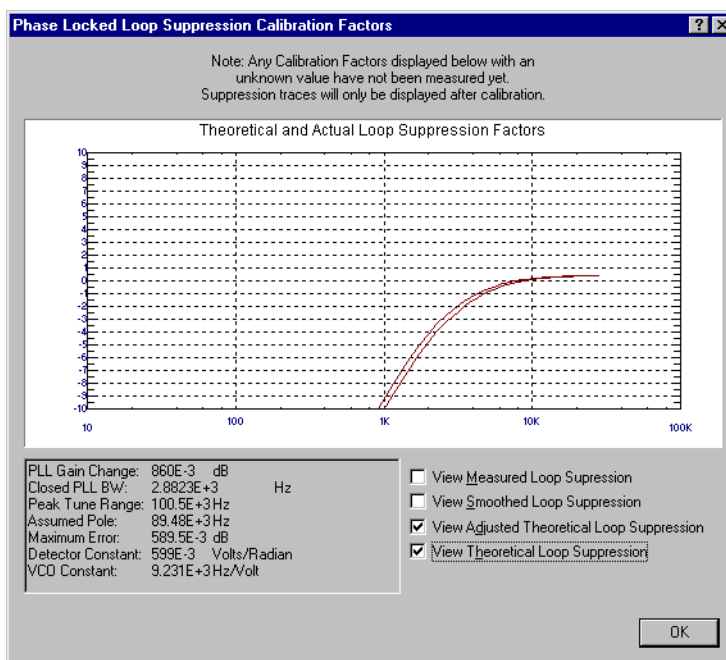 Phase Locked Loop Suppression Calibration Factors
Note: Any Calibration Factors displayed below with an
unknown value have not been measured yet.
Suppression traces will only be displayed after calibration.
Theoretical and Actual Loop Suppression Factors
10
9
8
7
6
5
4
3
2
1
0
-1
-2
-3
-4
-5
-6
-7
-8
-9
-10
10 100 1K 10K 100K
PLL Gain Change: 860E-3 dB
Closed PLL BW: 2.8823E+3 Hz
Peak Tune Range: 100.5E+3 Hz
Assumed Pole: 89.48E+3 Hz
Maximum Error: 589.5E-3 dB
Detector Constant: 599E-3 Volts/Radian
VCO Constant: 9.231E+3 Hz/Volt
View Measured Loop Supression
View Smoothed Loop Suppression
View Adjusted Theoretical Loop Suppression
View Theoretical Loop Suppression
OK